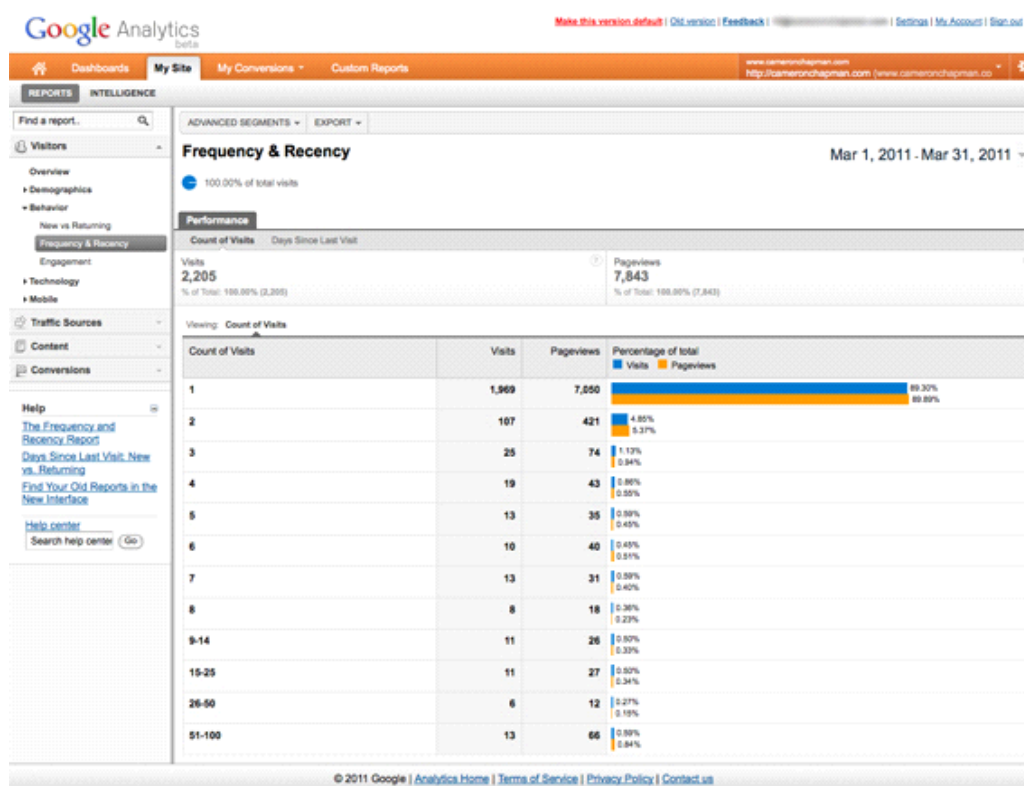 Google Analytics
beta
Make this version default | Old version | Feedback | | Settings | My Account | Sign out
Dashboards My Site My Conversions Custom Reports
www.cameronchapman.com
http://cameronchapman.com (www.cameronchapman.co
REPORTS INTELLIGENCE
Find a report..
Visitors
Overview
Demographics
Behavior
New vs Returning
Frequency & Recency
Engagement
Technology
Mobile
Traffic Sources
Content
Conversions
Help
The Frequency and
Recency Report
Days Since Last Visit: New
vs. Returning
Find Your Old Reports in the
New Interface
Help center
Search help center Go
ADVANCED SEGMENTS EXPORT
Frequency & Recency
Mar 1, 2011 - Mar 31, 2011
100.00% of total visits
Performance
Count of Visits Days Since Last Visit
Visits
2,205
% of Total: 100.00% (2,205)
Pageviews
7,843
% of Total: 100.00% (7,843)
Viewing: Count of Visits
Count of Visits Visits Pageviews Percentage of total
Visits Pageviews
1 1,969 7,050 89.30%
89.89%
2 107 421 4.85%
5.37%
3 25 74 1.13%
0.94%
4 19 43 0.86%
0.55%
5 13 35 0.59%
0.45%
6 10 40 0.45%
0.51%
7 13 31 0.59%
0.40%
8 8 18 0.36%
0.23%
9-14 11 26 0.50%
0.33%
15-25 11 27 0.50%
0.34%
26-50 6 12 0.27%
0.15%
51-100 13 66 0.59%
0.84%
© 2011 Google | Analytics Home | Terms of Service | Privacy Policy | Contact us